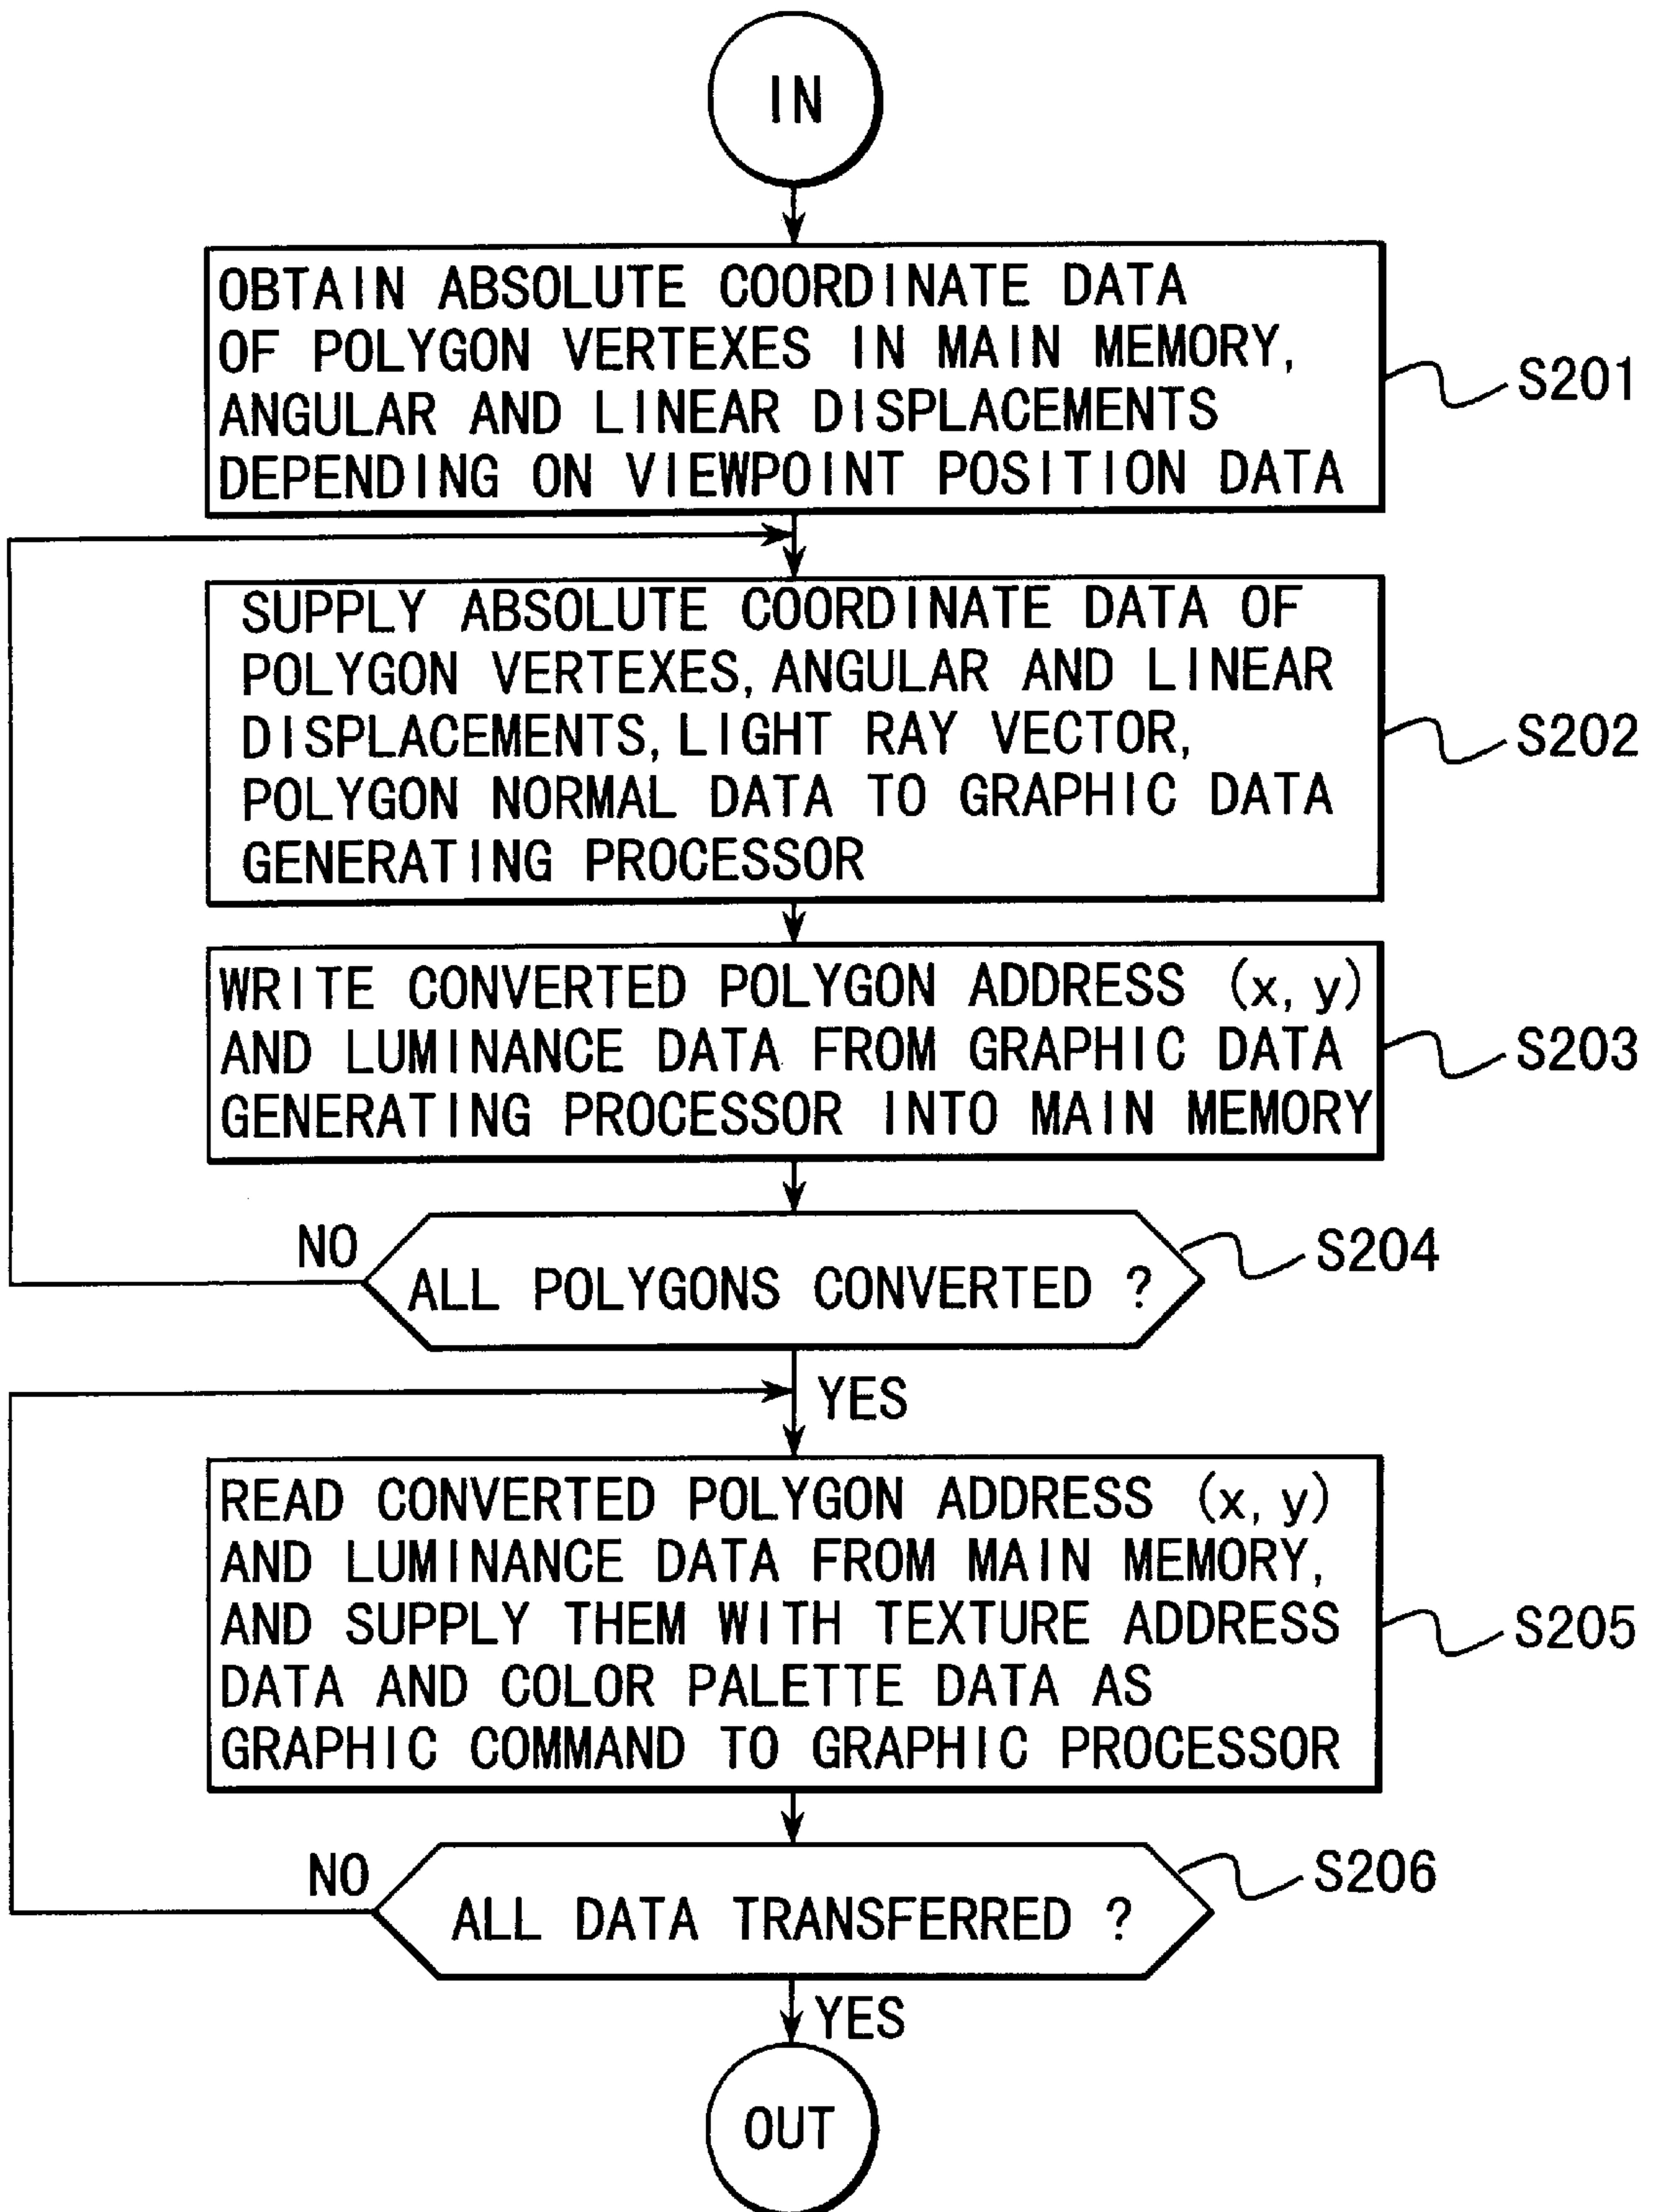 IN
OBTAIN ABSOLUTE COORDINATE DATA
OF POLYGON VERTEXES IN MAIN MEMORY,
ANGULAR AND LINEAR DISPLACEMENTS
DEPENDING ON VIEWPOINT POSITION DATA
S201
SUPPLY ABSOLUTE COORDINATE DATA OF
POLYGON VERTEXES, ANGULAR AND LINEAR
DISPLACEMENTS, LIGHT RAY VECTOR,
POLYGON NORMAL DATA TO GRAPHIC DATA
GENERATING PROCESSOR
S202
WRITE CONVERTED POLYGON ADDRESS (x, y)
AND LUMINANCE DATA FROM GRAPHIC DATA
GENERATING PROCESSOR INTO MAIN MEMORY
S203
NO
ALL POLYGONS CONVERTED ?
S204
YES
READ CONVERTED POLYGON ADDRESS (x, y)
AND LUMINANCE DATA FROM MAIN MEMORY,
AND SUPPLY THEM WITH TEXTURE ADDRESS
DATA AND COLOR PALETTE DATA AS
GRAPHIC COMMAND TO GRAPHIC PROCESSOR
S205
NO
ALL DATA TRANSFERRED ?
S206
YES
OUT